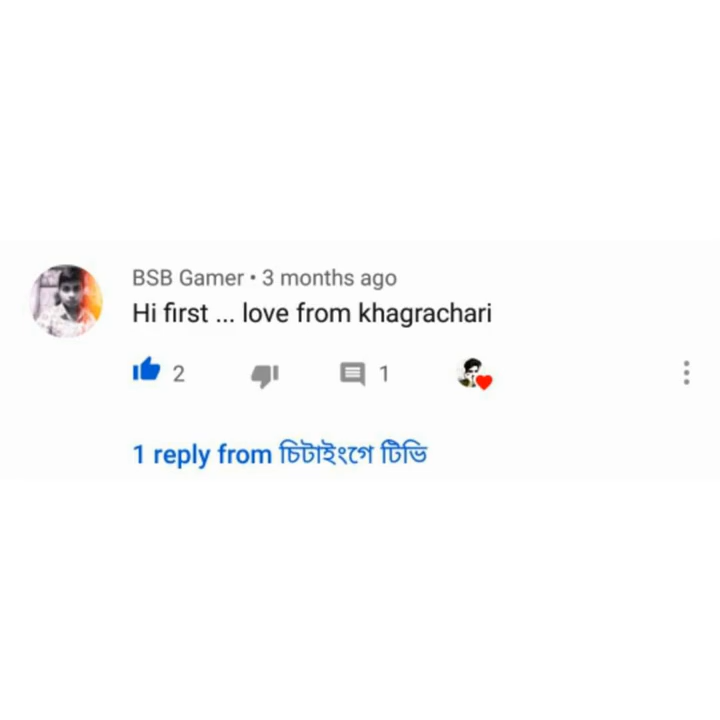 BSB Gamer • 3 months ago
Hi first ... love from khagrachari
2 1
1 reply from চিটাইংগে টিভি